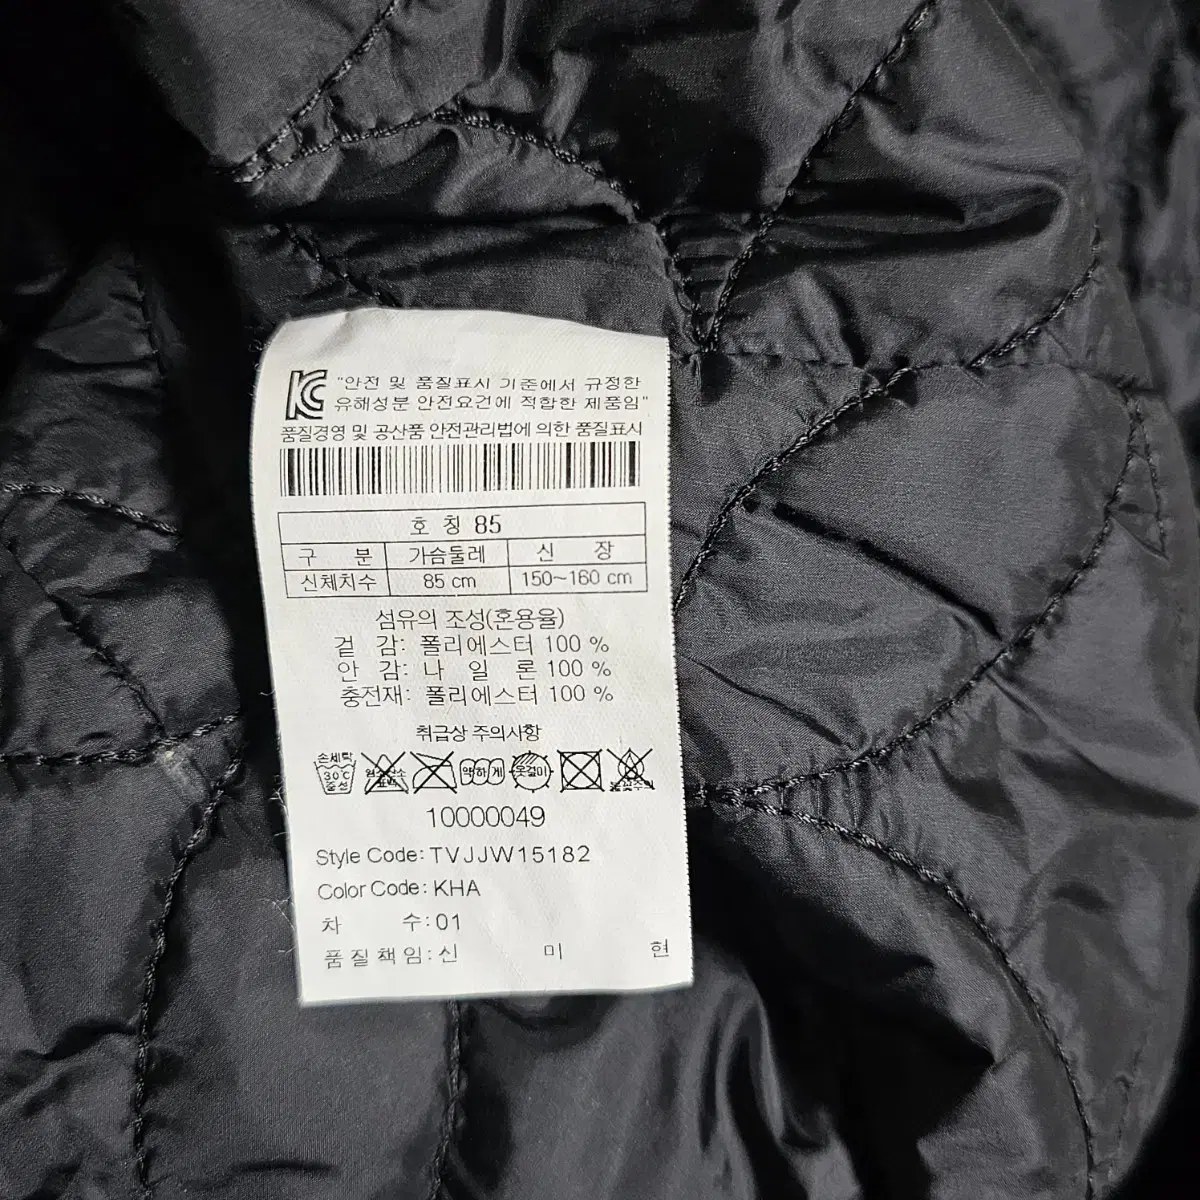 KC "안전 및 품질표시 기준에서 규정한
유해성분 안전요건에 적합한 제품임"
품질경영 및 공산품 안전관리법에 의한 품질표시
호 칭 85
구 분 가슴둘레 신 장
신체치수 85 cm 150~160 cm
섬유의 조성(혼용율)
겉 감: 폴리에스터 100 %
안 감: 나 일 론 100 %
충전재: 폴리에스터 100 %
취급상 주의사항
손세탁
30℃
중성
약하게
옷걸이
10000049
Style Code: TVJJW15182
Color Code: KHA
차 수: 01
품질책임: 신 미 현